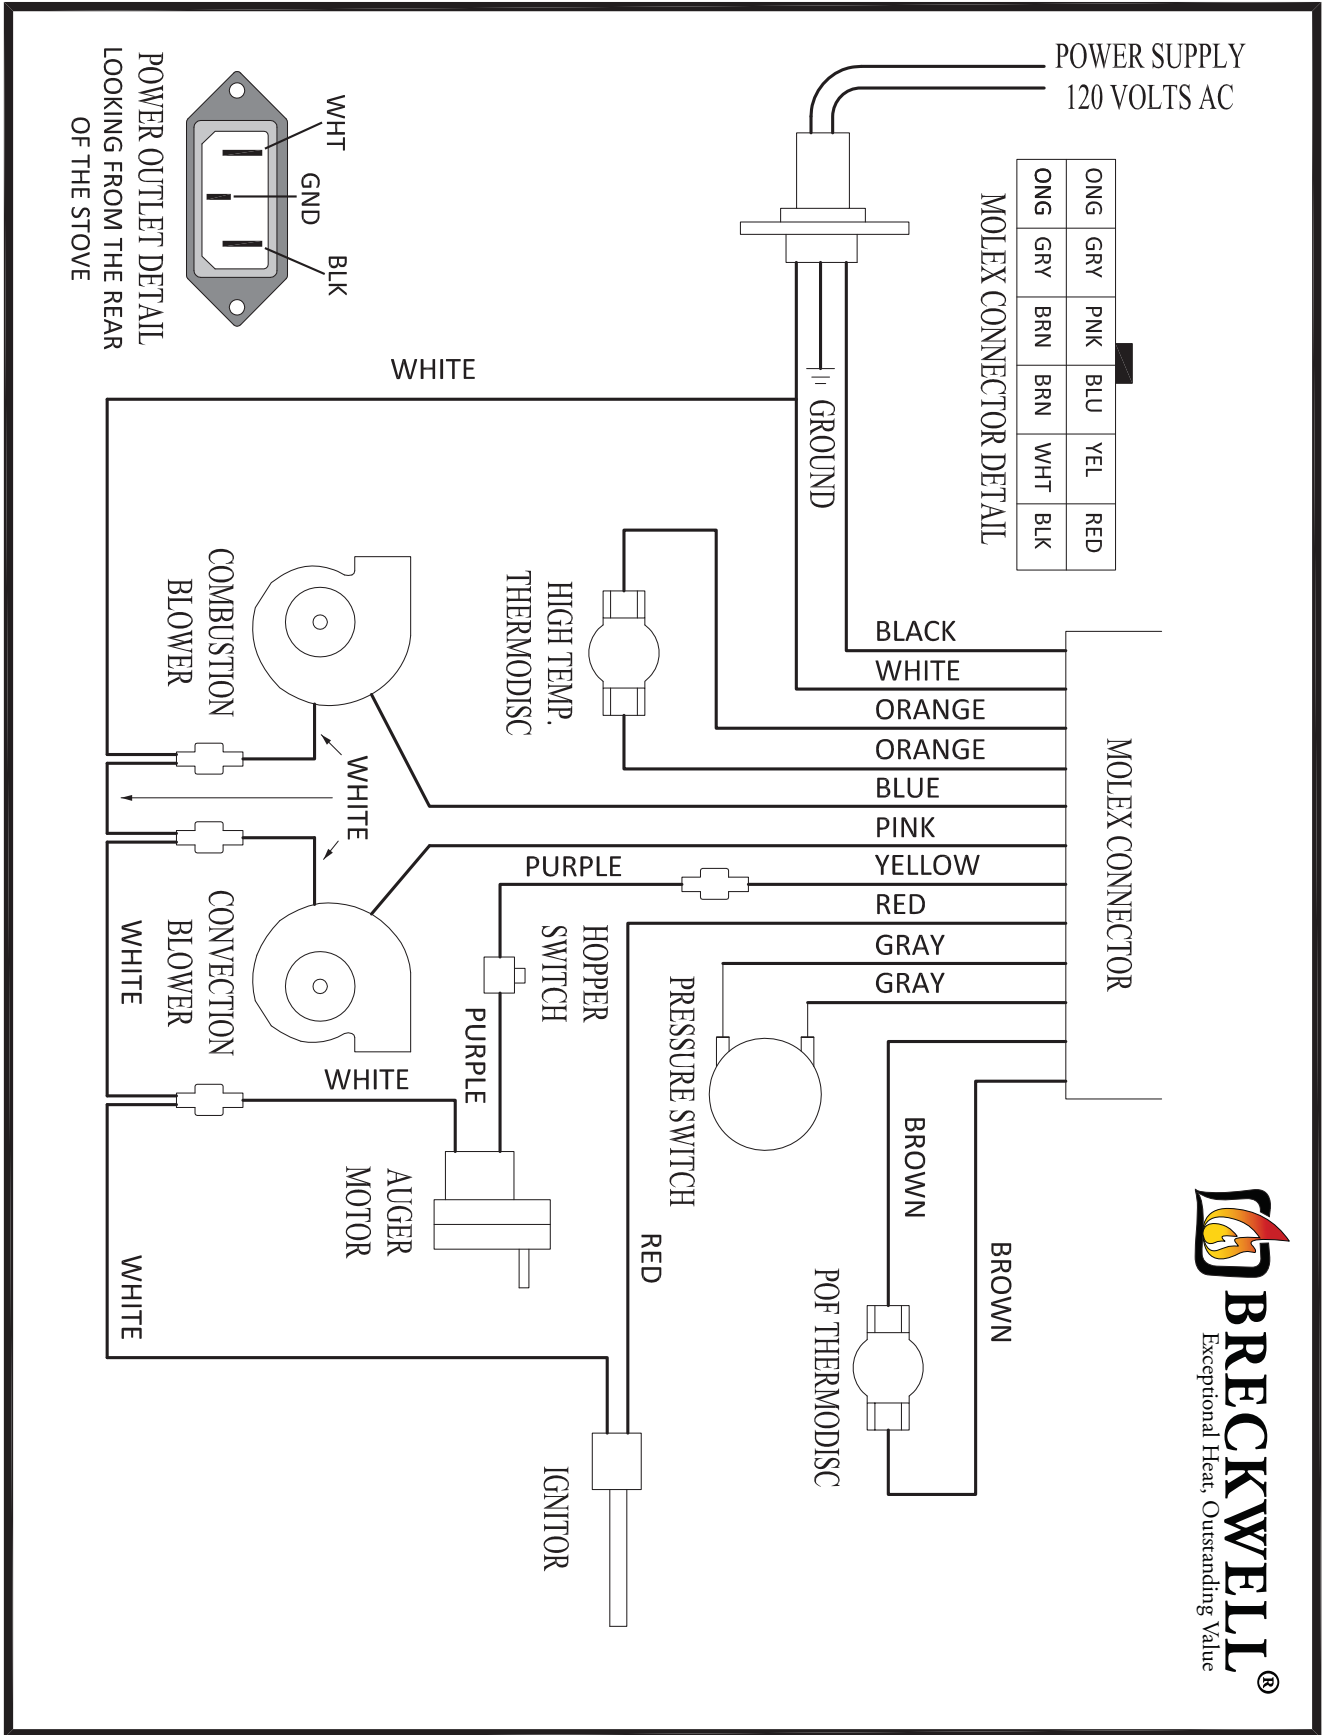 POWER SUPPLY
120 VOLTS AC
ONG GRY PNK BLU YEL RED
ONG GRY BRN BRN WHT BLK
MOLEX CONNECTOR DETAIL
WHT
GND
BLK
POWER OUTLET DETAIL
LOOKING FROM THE REAR
OF THE STOVE
WHITE
GROUND
MOLEX CONNECTOR
BLACK
WHITE
ORANGE
ORANGE
BLUE
PINK
YELLOW
RED
GRAY
GRAY
BROWN
BROWN
HIGH TEMP.
THERMODISC
COMBUSTION
BLOWER
WHITE
CONVECTION
BLOWER
WHITE
PURPLE
HOPPER
SWITCH
PURPLE
PRESSURE SWITCH
WHITE
AUGER
MOTOR
RED
WHITE
POF THERMODISC
IGNITOR
BRECKWELL®
Exceptional Heat, Outstanding Value